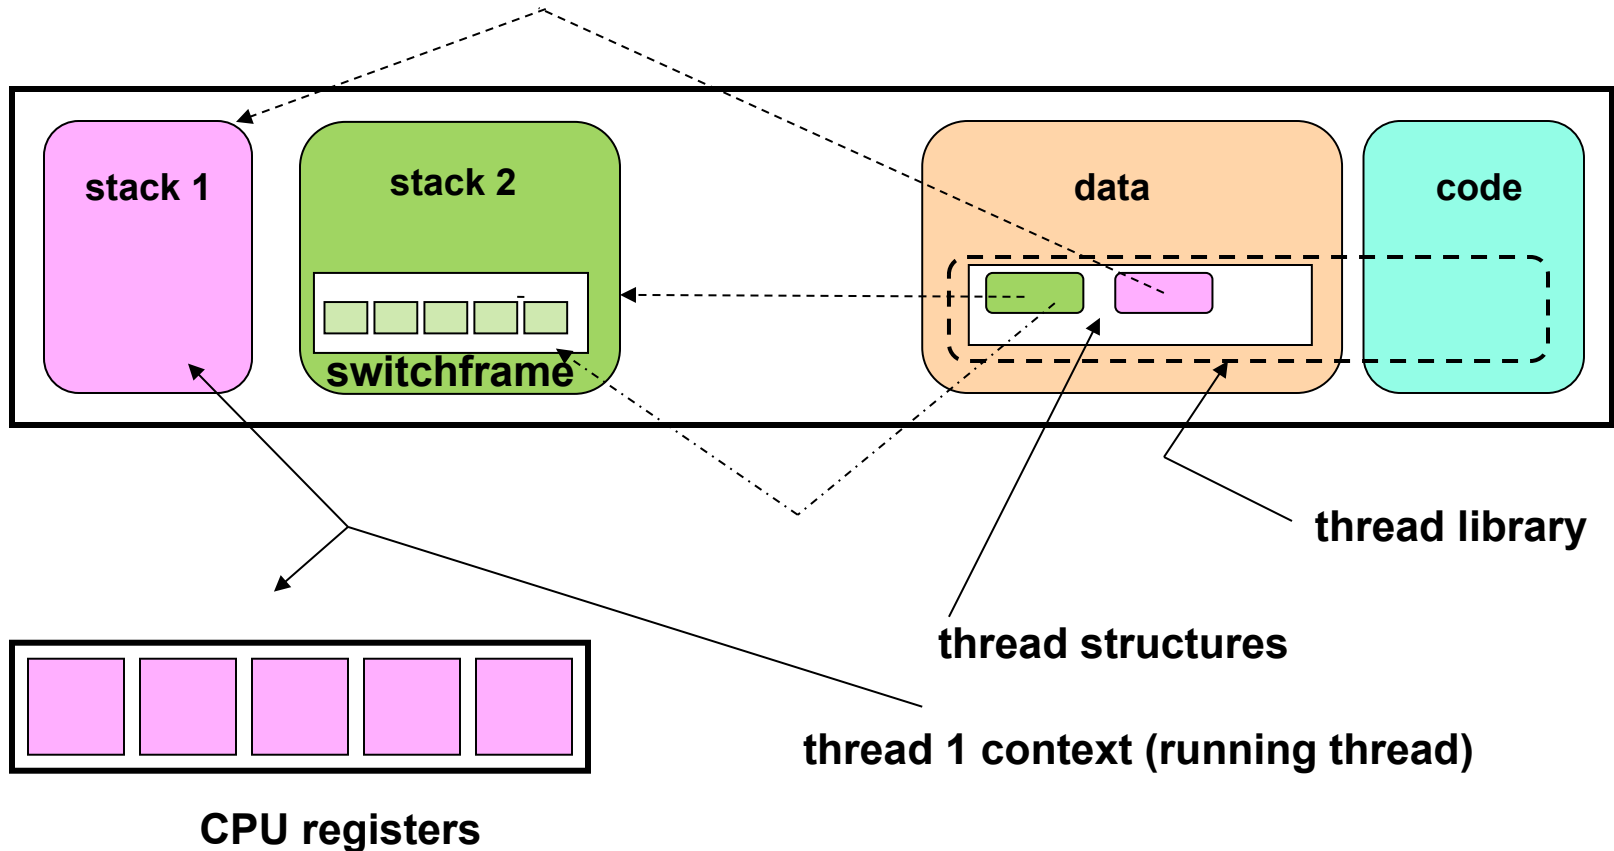 stack 1
stack 2
data
code
switchframe
thread library
thread structures
thread 1 context (running thread)
CPU registers